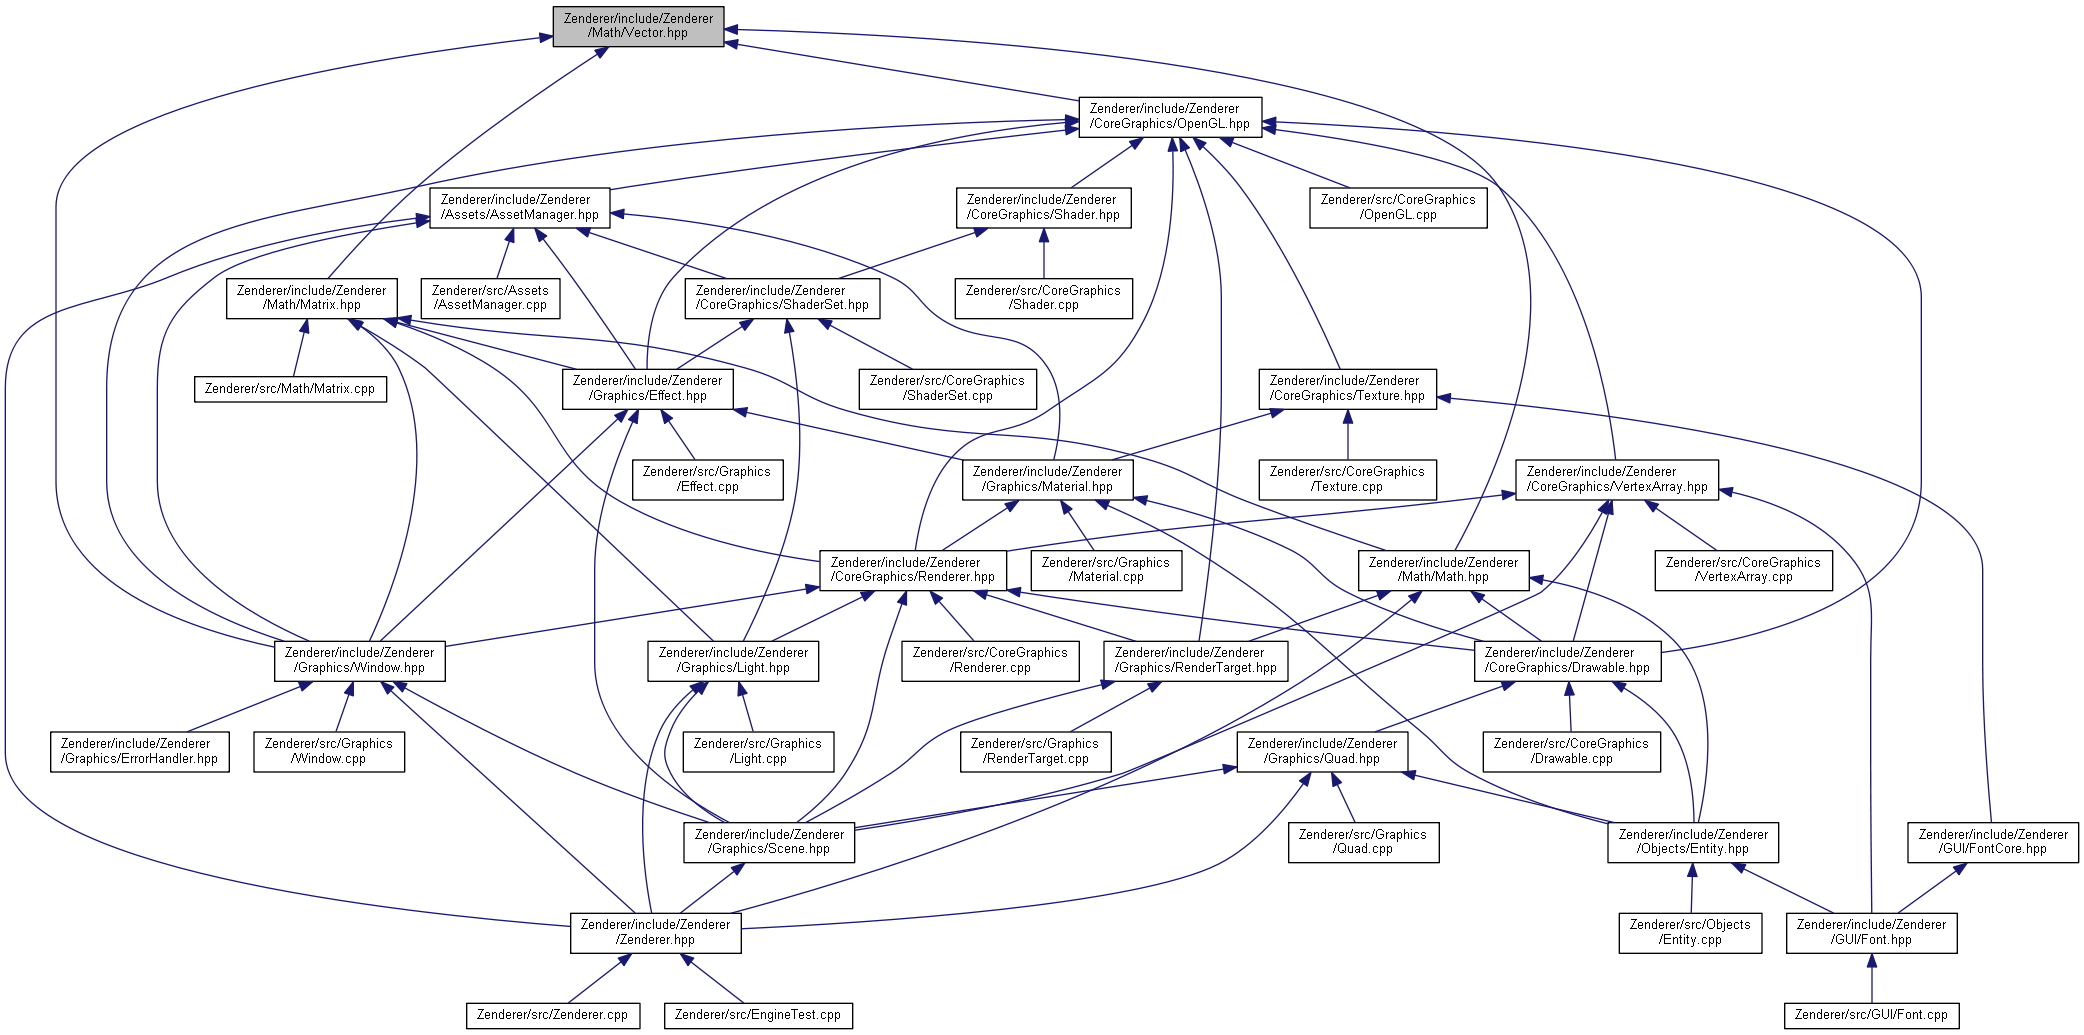 Zenderer/include/Zenderer
/Math/Vector.hpp
Zenderer/include/Zenderer
/CoreGraphics/OpenGL.hpp
Zenderer/include/Zenderer
/Assets/AssetManager.hpp
Zenderer/include/Zenderer
/CoreGraphics/Shader.hpp
Zenderer/src/CoreGraphics
/OpenGL.cpp
Zenderer/include/Zenderer
/Math/Matrix.hpp
Zenderer/src/Assets
/AssetManager.cpp
Zenderer/include/Zenderer
/CoreGraphics/ShaderSet.hpp
Zenderer/src/CoreGraphics
/Shader.cpp
Zenderer/src/Math/Matrix.cpp
Zenderer/include/Zenderer
/Graphics/Effect.hpp
Zenderer/src/CoreGraphics
/ShaderSet.cpp
Zenderer/include/Zenderer
/CoreGraphics/Texture.hpp
Zenderer/src/Graphics
/Effect.cpp
Zenderer/include/Zenderer
/Graphics/Material.hpp
Zenderer/src/CoreGraphics
/Texture.cpp
Zenderer/include/Zenderer
/CoreGraphics/VertexArray.hpp
Zenderer/include/Zenderer
/CoreGraphics/Renderer.hpp
Zenderer/src/Graphics
/Material.cpp
Zenderer/include/Zenderer
/Math/Math.hpp
Zenderer/src/CoreGraphics
/VertexArray.cpp
Zenderer/include/Zenderer
/Graphics/Window.hpp
Zenderer/include/Zenderer
/Graphics/Light.hpp
Zenderer/src/CoreGraphics
/Renderer.cpp
Zenderer/include/Zenderer
/Graphics/RenderTarget.hpp
Zenderer/include/Zenderer
/CoreGraphics/Drawable.hpp
Zenderer/include/Zenderer
/Graphics/ErrorHandler.hpp
Zenderer/src/Graphics
/Window.cpp
Zenderer/src/Graphics
/Light.cpp
Zenderer/src/Graphics
/RenderTarget.cpp
Zenderer/include/Zenderer
/Graphics/Quad.hpp
Zenderer/src/CoreGraphics
/Drawable.cpp
Zenderer/include/Zenderer
/Graphics/Scene.hpp
Zenderer/src/Graphics
/Quad.cpp
Zenderer/include/Zenderer
/Objects/Entity.hpp
Zenderer/include/Zenderer
/GUI/FontCore.hpp
Zenderer/include/Zenderer
/Zenderer.hpp
Zenderer/src/Objects
/Entity.cpp
Zenderer/include/Zenderer
/GUI/Font.hpp
Zenderer/src/Zenderer.cpp
Zenderer/src/EngineTest.cpp
Zenderer/src/GUI/Font.cpp